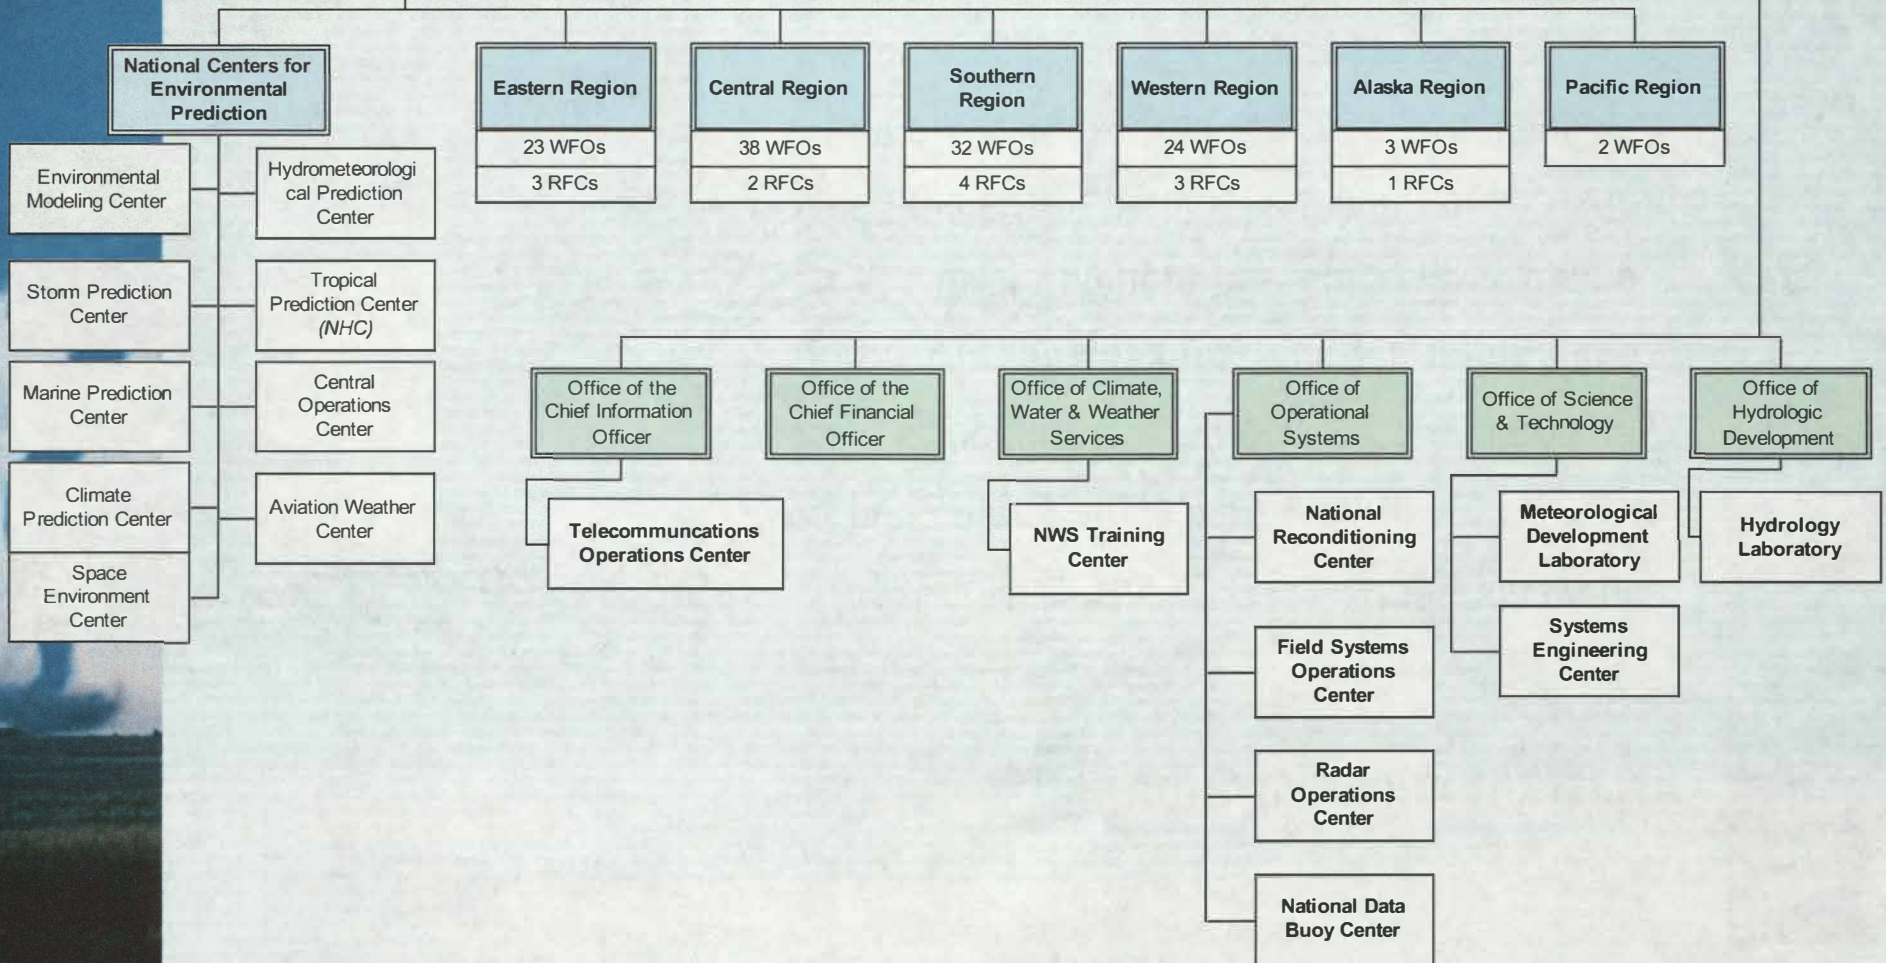 National Centers for
Environmental
Prediction
Environmental
Modeling Center
Hydrometeorologi
cal Prediction
Center
Storm Prediction
Center
Tropical
Prediction Center
(NHC)
Marine Prediction
Center
Central
Operations
Center
Climate
Prediction Center
Aviation Weather
Center
Space
Environment
Center
Eastern Region
23 WFOs
3 RFCs
Central Region
38 WFOs
2 RFCs
Southern
Region
32 WFOs
4 RFCs
Western Region
24 WFOs
3 RFCs
Alaska Region
3 WFOs
1 RFCs
Pacific Region
2 WFOs
Office of the
Chief Information
Officer
Telecommuncations
Operations Center
Office of the
Chief Financial
Officer
Office of Climate,
Water & Weather
Services
NWS Training
Center
Office of
Operational
Systems
National
Reconditioning
Center
Field Systems
Operations
Center
Radar
Operations
Center
National Data
Buoy Center
Office of Science
& Technology
Meteorological
Development
Laboratory
Systems
Engineering
Center
Office of
Hydrologic
Development
Hydrology
Laboratory